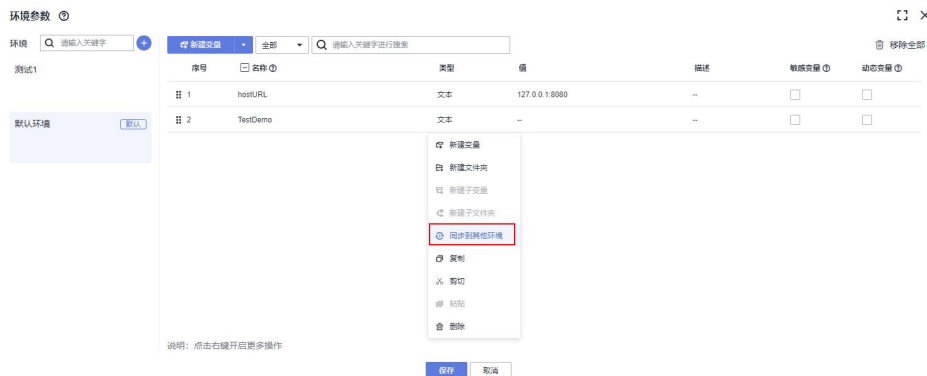 环境参数
环境 请输入关键字 新建变量 全部 请输入关键字进行搜索 移除全部
测试1
默认环境 默认
序号 名称 类型 值 描述 敏感变量 动态变量
1 hostURL 文本 127.0.0.1:8080 --
2 TestDemo 文本 -- --
新建变量
新建文件夹
新建子变量
新建子文件夹
同步到其他环境
复制
剪切
粘贴
删除
说明：点击右键开启更多操作
保存 取消